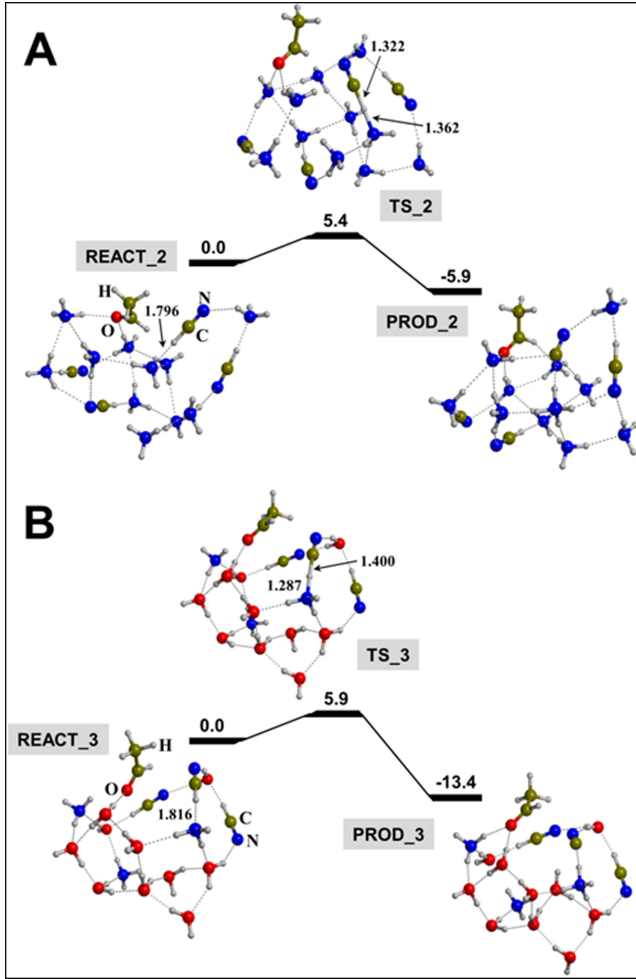 A
1.322
1.362
TS_2
5.4
0.0
REACT_2
-5.9
PROD_2
H
1.796
N
O
C
B
1.400
1.287
TS_3
5.9
0.0
REACT_3
H
-13.4
O
PROD_3
1.816
C
N